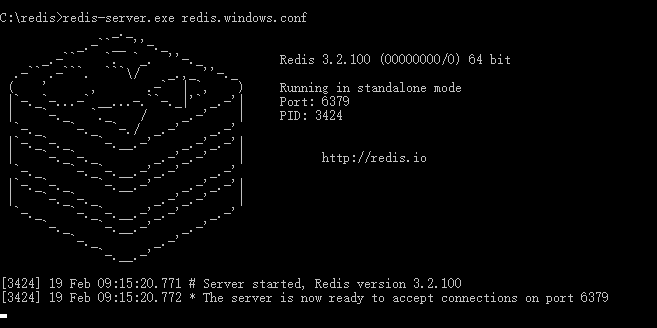 C:\redis>redis-server.exe redis.windows.conf
Redis 3.2.100 (00000000/0) 64 bit
Running in standalone mode
Port: 6379
PID: 3424
http://redis.io
[3424] 19 Feb 09:15:20.771 # Server started, Redis version 3.2.100
[3424] 19 Feb 09:15:20.772 * The server is now ready to accept connections on port 6379